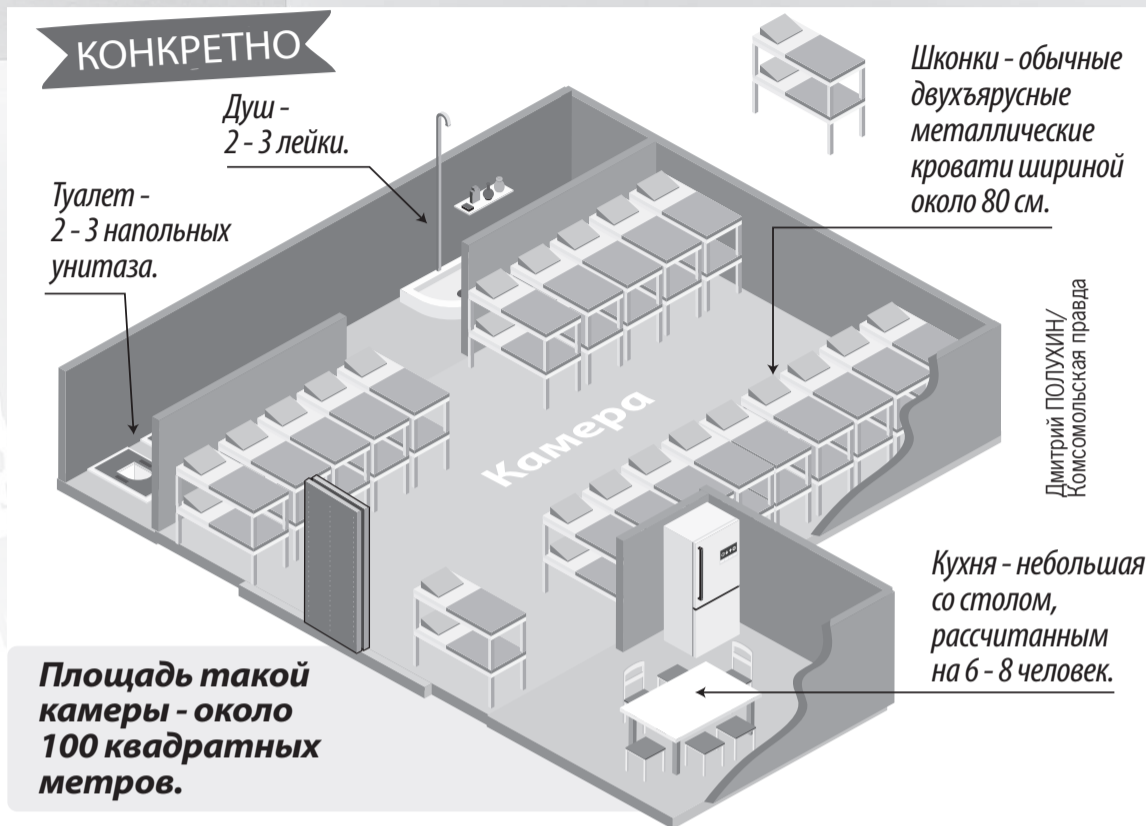 КОНКРЕТНО
Душ -
2 - 3 лейки.
Туалет -
2 - 3 напольных
унитаза.
Шконки - обычные
двухъярусные
металлические
кровати шириной
около 80 см.
Дмитрий ПОЛУХИН/
Комсомольская правда
Камера
Кухня - небольшая
со столом,
рассчитанным
на 6 - 8 человек.
Площадь такой
камеры - около
100 квадратных
метров.